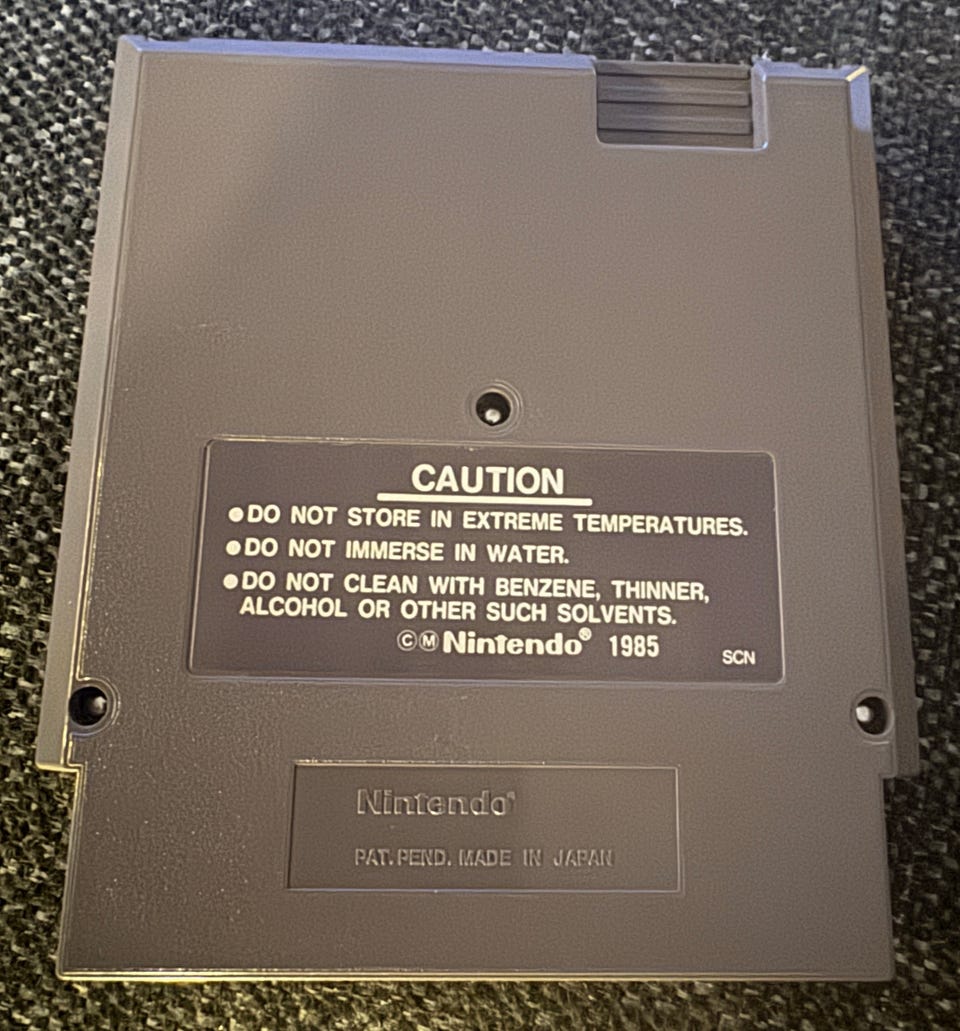 CAUTION
●DO NOT STORE IN EXTREME TEMPERATURES.
●DO NOT IMMERSE IN WATER.
●DO NOT CLEAN WITH BENZENE, THINNER,
ALCOHOL OR OTHER SUCH SOLVENTS.
ⒸⓂNintendo® 1985
SCN
Nintendo®
PAT. PEND. MADE IN JAPAN